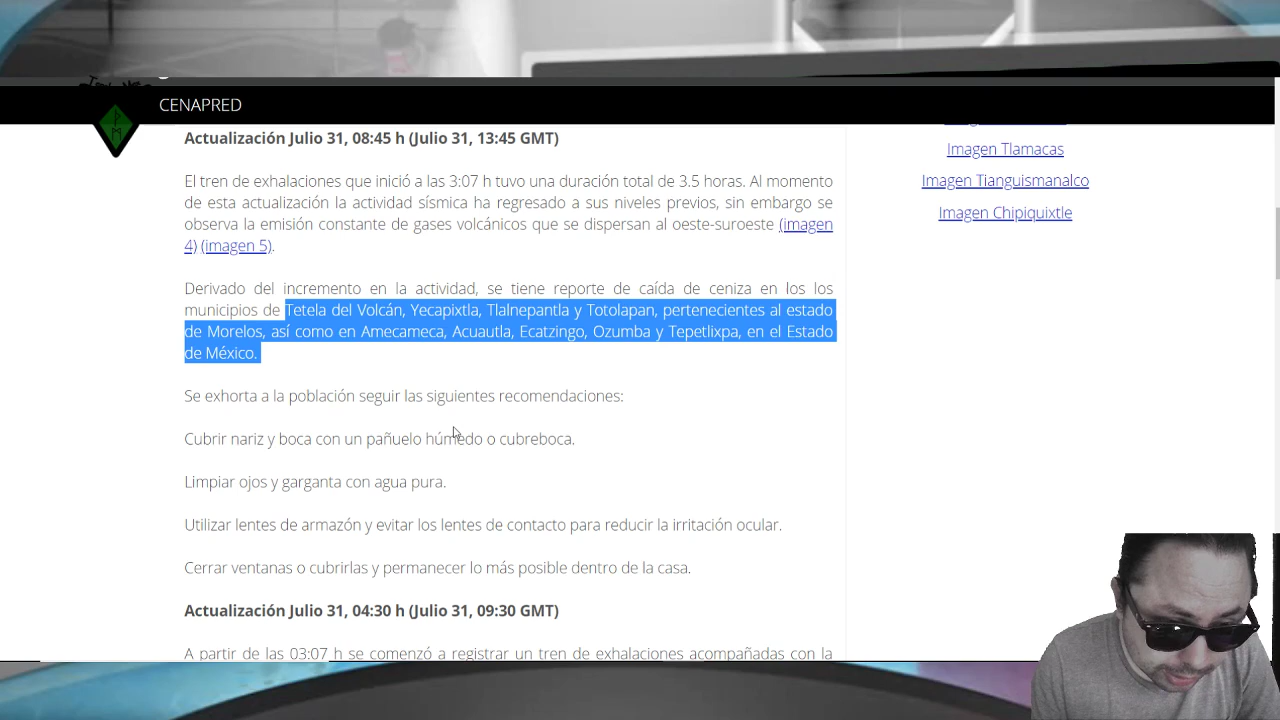 CENAPRED
Actualización Julio 31, 08:45 h (Julio 31, 13:45 GMT)
El tren de exhalaciones que inició a las 3:07 h tuvo una duración total de 3.5 horas. Al momento
de esta actualización la actividad sísmica ha regresado a sus niveles previos, sin embargo se
observa la emisión constante de gases volcánicos que se dispersan al oeste-suroeste (imagen
4) (imagen 5).
Derivado del incremento en la actividad, se tiene reporte de caída de ceniza en los los
municipios de Tetela del Volcán, Yecapixtla, Tlalnepantla y Totolapan, pertenecientes al estado
de Morelos, así como en Amecameca, Acuautla, Ecatzingo, Ozumba y Tepetlixpa, en el Estado
de México.
Se exhorta a la población seguir las siguientes recomendaciones:
Cubrir nariz y boca con un pañuelo húmedo o cubreboca.
Limpiar ojos y garganta con agua pura.
Utilizar lentes de armazón y evitar los lentes de contacto para reducir la irritación ocular.
Cerrar ventanas o cubrirlas y permanecer lo más posible dentro de la casa.
Actualización Julio 31, 04:30 h (Julio 31, 09:30 GMT)
A partir de las 03:07 h se comenzó a registrar un tren de exhalaciones acompañadas con la
Imagen Tlamacas
Imagen Tianguismanalco
Imagen Chipiquixtle